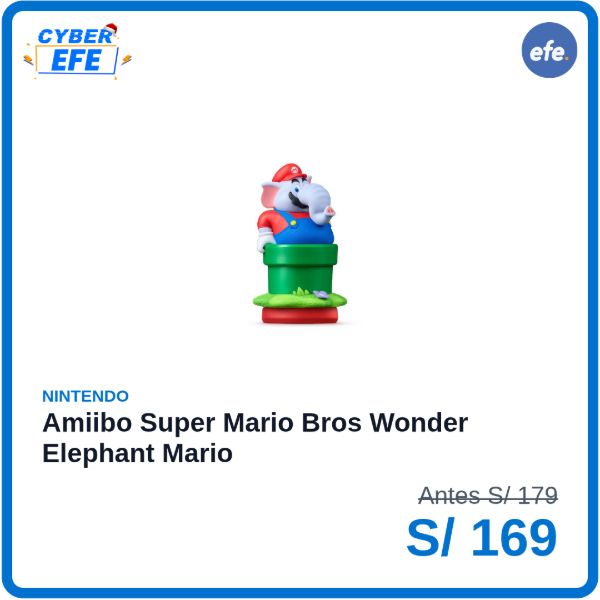 CYBER
EFE
efe.
NINTENDO
Amiibo Super Mario Bros Wonder
Elephant Mario
Antes S/ 179
S/ 169